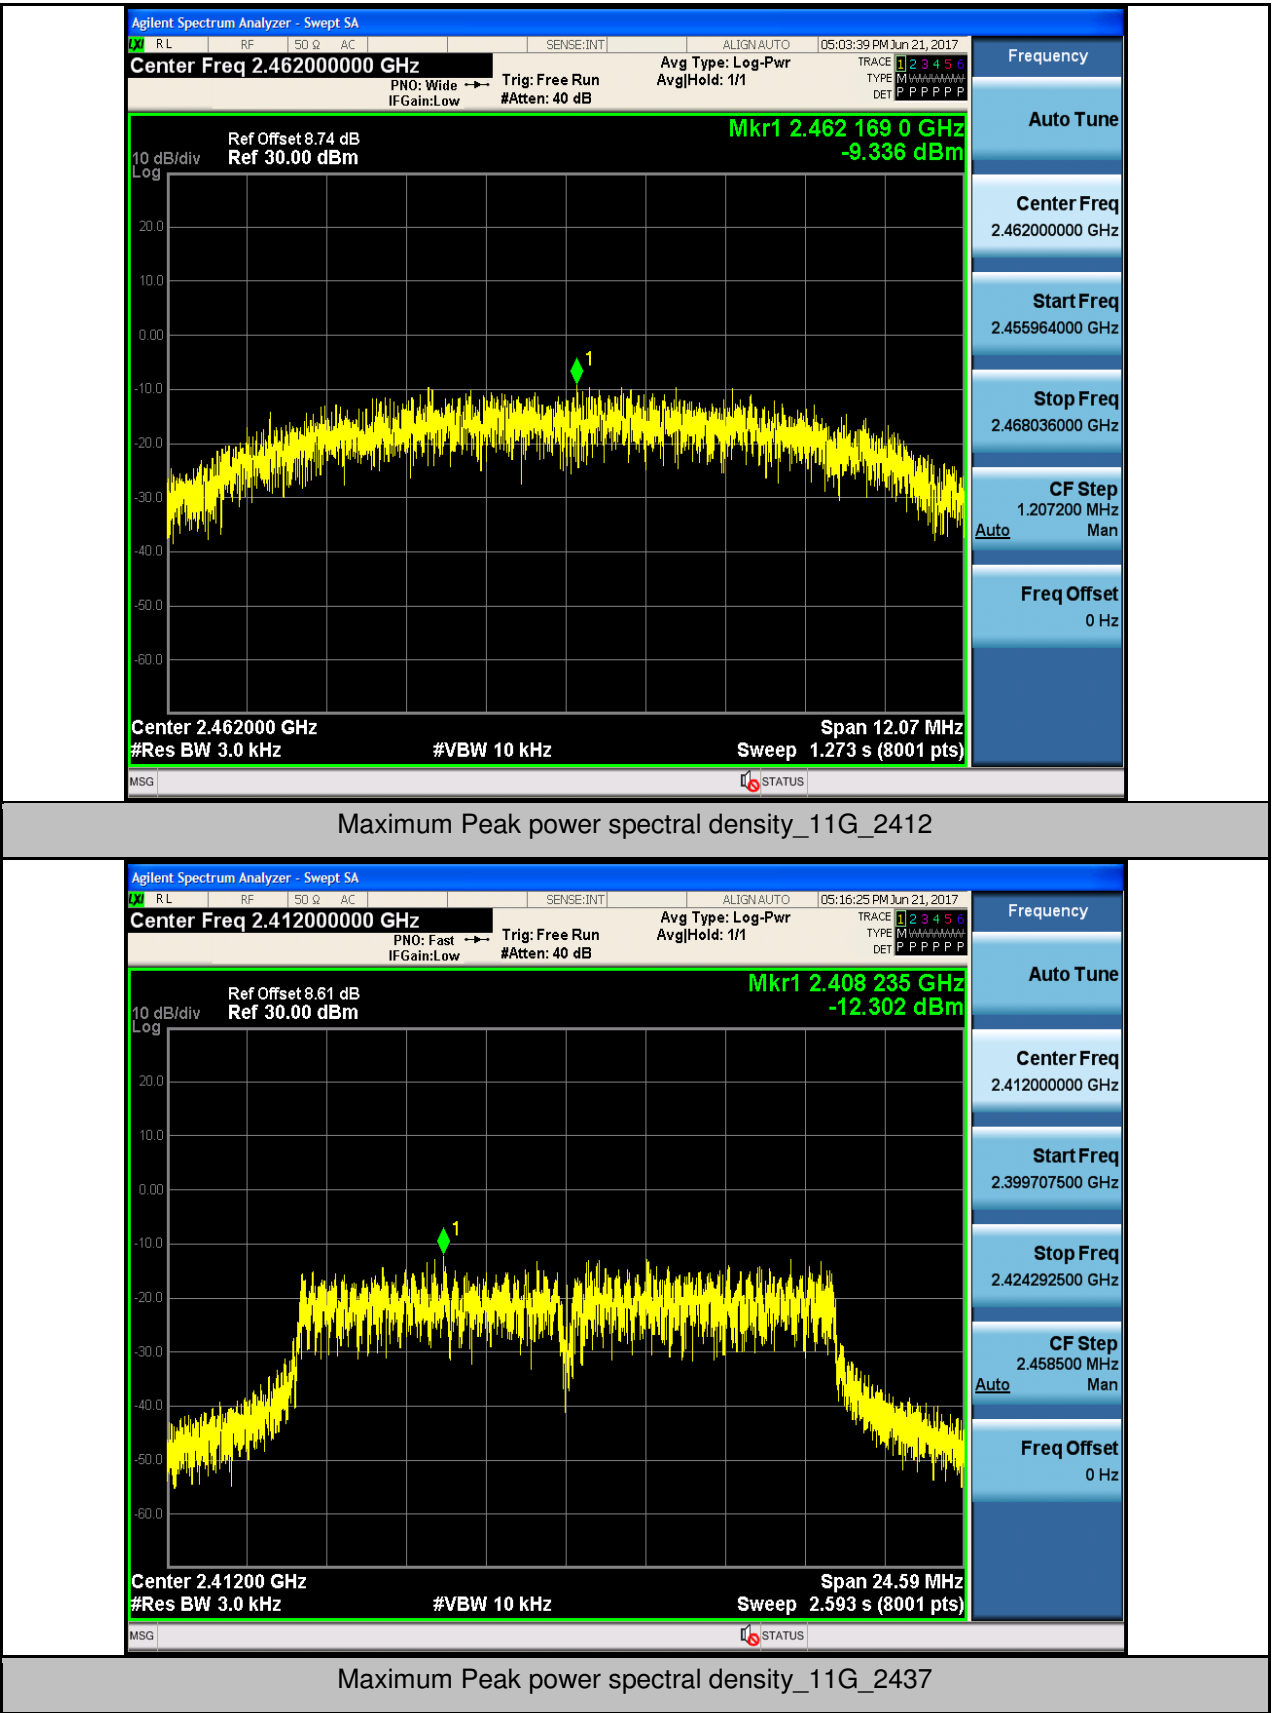 Agilent Spectrum Analyzer - Swept SA
LXI RL RF 50 Ω AC SENSE:INT ALIGNAUTO 05:03:39 PM Jun 21, 2017
Center Freq 2.462000000 GHz
PNO: Wide
IFGain:Low
Trig: Free Run
#Atten: 40 dB
Avg Type: Log-Pwr
Avg|Hold: 1/1
TRACE 1 2 3 4 5 6
TYPE M WWWWW
DET P P P P P P
Frequency
Auto Tune
Mkr1 2.462 169 0 GHz
-9.336 dBm
Ref Offset 8.74 dB
10 dB/div Ref 30.00 dBm
Log
20.0
10.0
0.00
-10.0
-20.0
-30.0
-40.0
-50.0
-60.0
1
Center Freq
2.462000000 GHz
Start Freq
2.455964000 GHz
Stop Freq
2.468036000 GHz
CF Step
1.207200 MHz
Auto Man
Freq Offset
0 Hz
Center 2.462000 GHz Span 12.07 MHz
#Res BW 3.0 kHz #VBW 10 kHz Sweep 1.273 s (8001 pts)
MSG STATUS
Maximum Peak power spectral density_11G_2412
Agilent Spectrum Analyzer - Swept SA
LXI RL RF 50 Ω AC SENSE:INT ALIGNAUTO 05:16:25 PM Jun 21, 2017
Center Freq 2.412000000 GHz
PNO: Fast
IFGain:Low
Trig: Free Run
#Atten: 40 dB
Avg Type: Log-Pwr
Avg|Hold: 1/1
TRACE 1 2 3 4 5 6
TYPE M WWWWW
DET P P P P P P
Frequency
Auto Tune
Mkr1 2.408 235 GHz
-12.302 dBm
Ref Offset 8.61 dB
10 dB/div Ref 30.00 dBm
Log
20.0
10.0
0.00
-10.0
-20.0
-30.0
-40.0
-50.0
-60.0
1
Center Freq
2.412000000 GHz
Start Freq
2.399707500 GHz
Stop Freq
2.424292500 GHz
CF Step
2.458500 MHz
Auto Man
Freq Offset
0 Hz
Center 2.41200 GHz Span 24.59 MHz
#Res BW 3.0 kHz #VBW 10 kHz Sweep 2.593 s (8001 pts)
MSG STATUS
Maximum Peak power spectral density_11G_2437